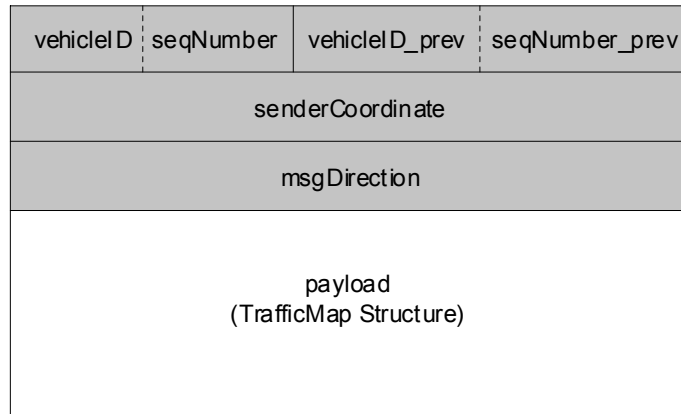 vehicleID seqNumber vehicleID_prev seqNumber_prev
senderCoordinate
msgDirection
payload
(TrafficMap Structure)